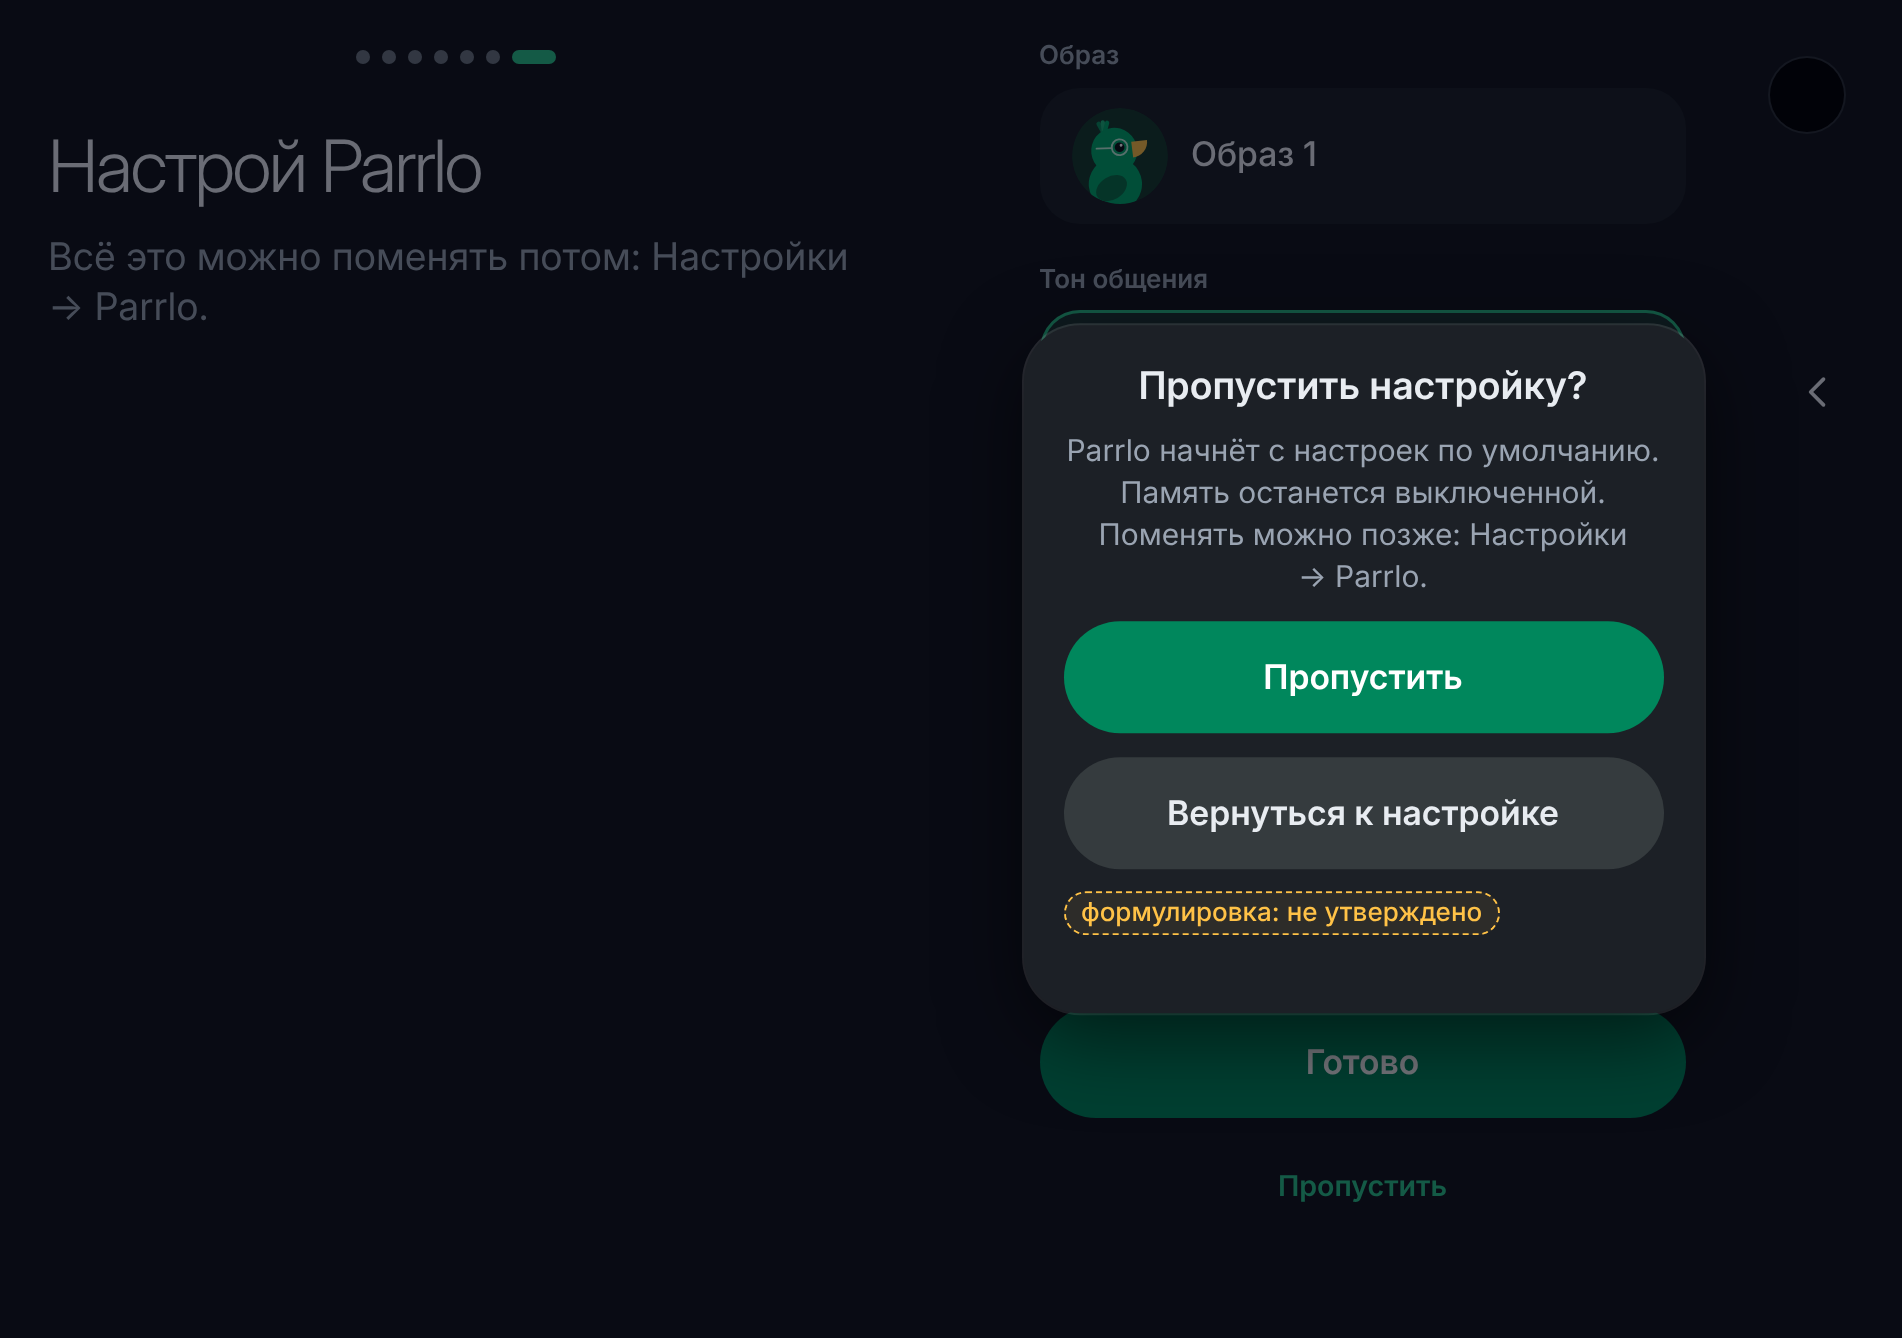 Настрой Parrlo
Всё это можно поменять потом: Настройки
→ Parrlo.
Образ
Образ 1
Тон общения
Пропустить настройку?
Parrlo начнёт с настроек по умолчанию.
Память останется выключенной.
Поменять можно позже: Настройки
→ Parrlo.
Пропустить
Вернуться к настройке
формулировка: не утверждено
Готово
Пропустить